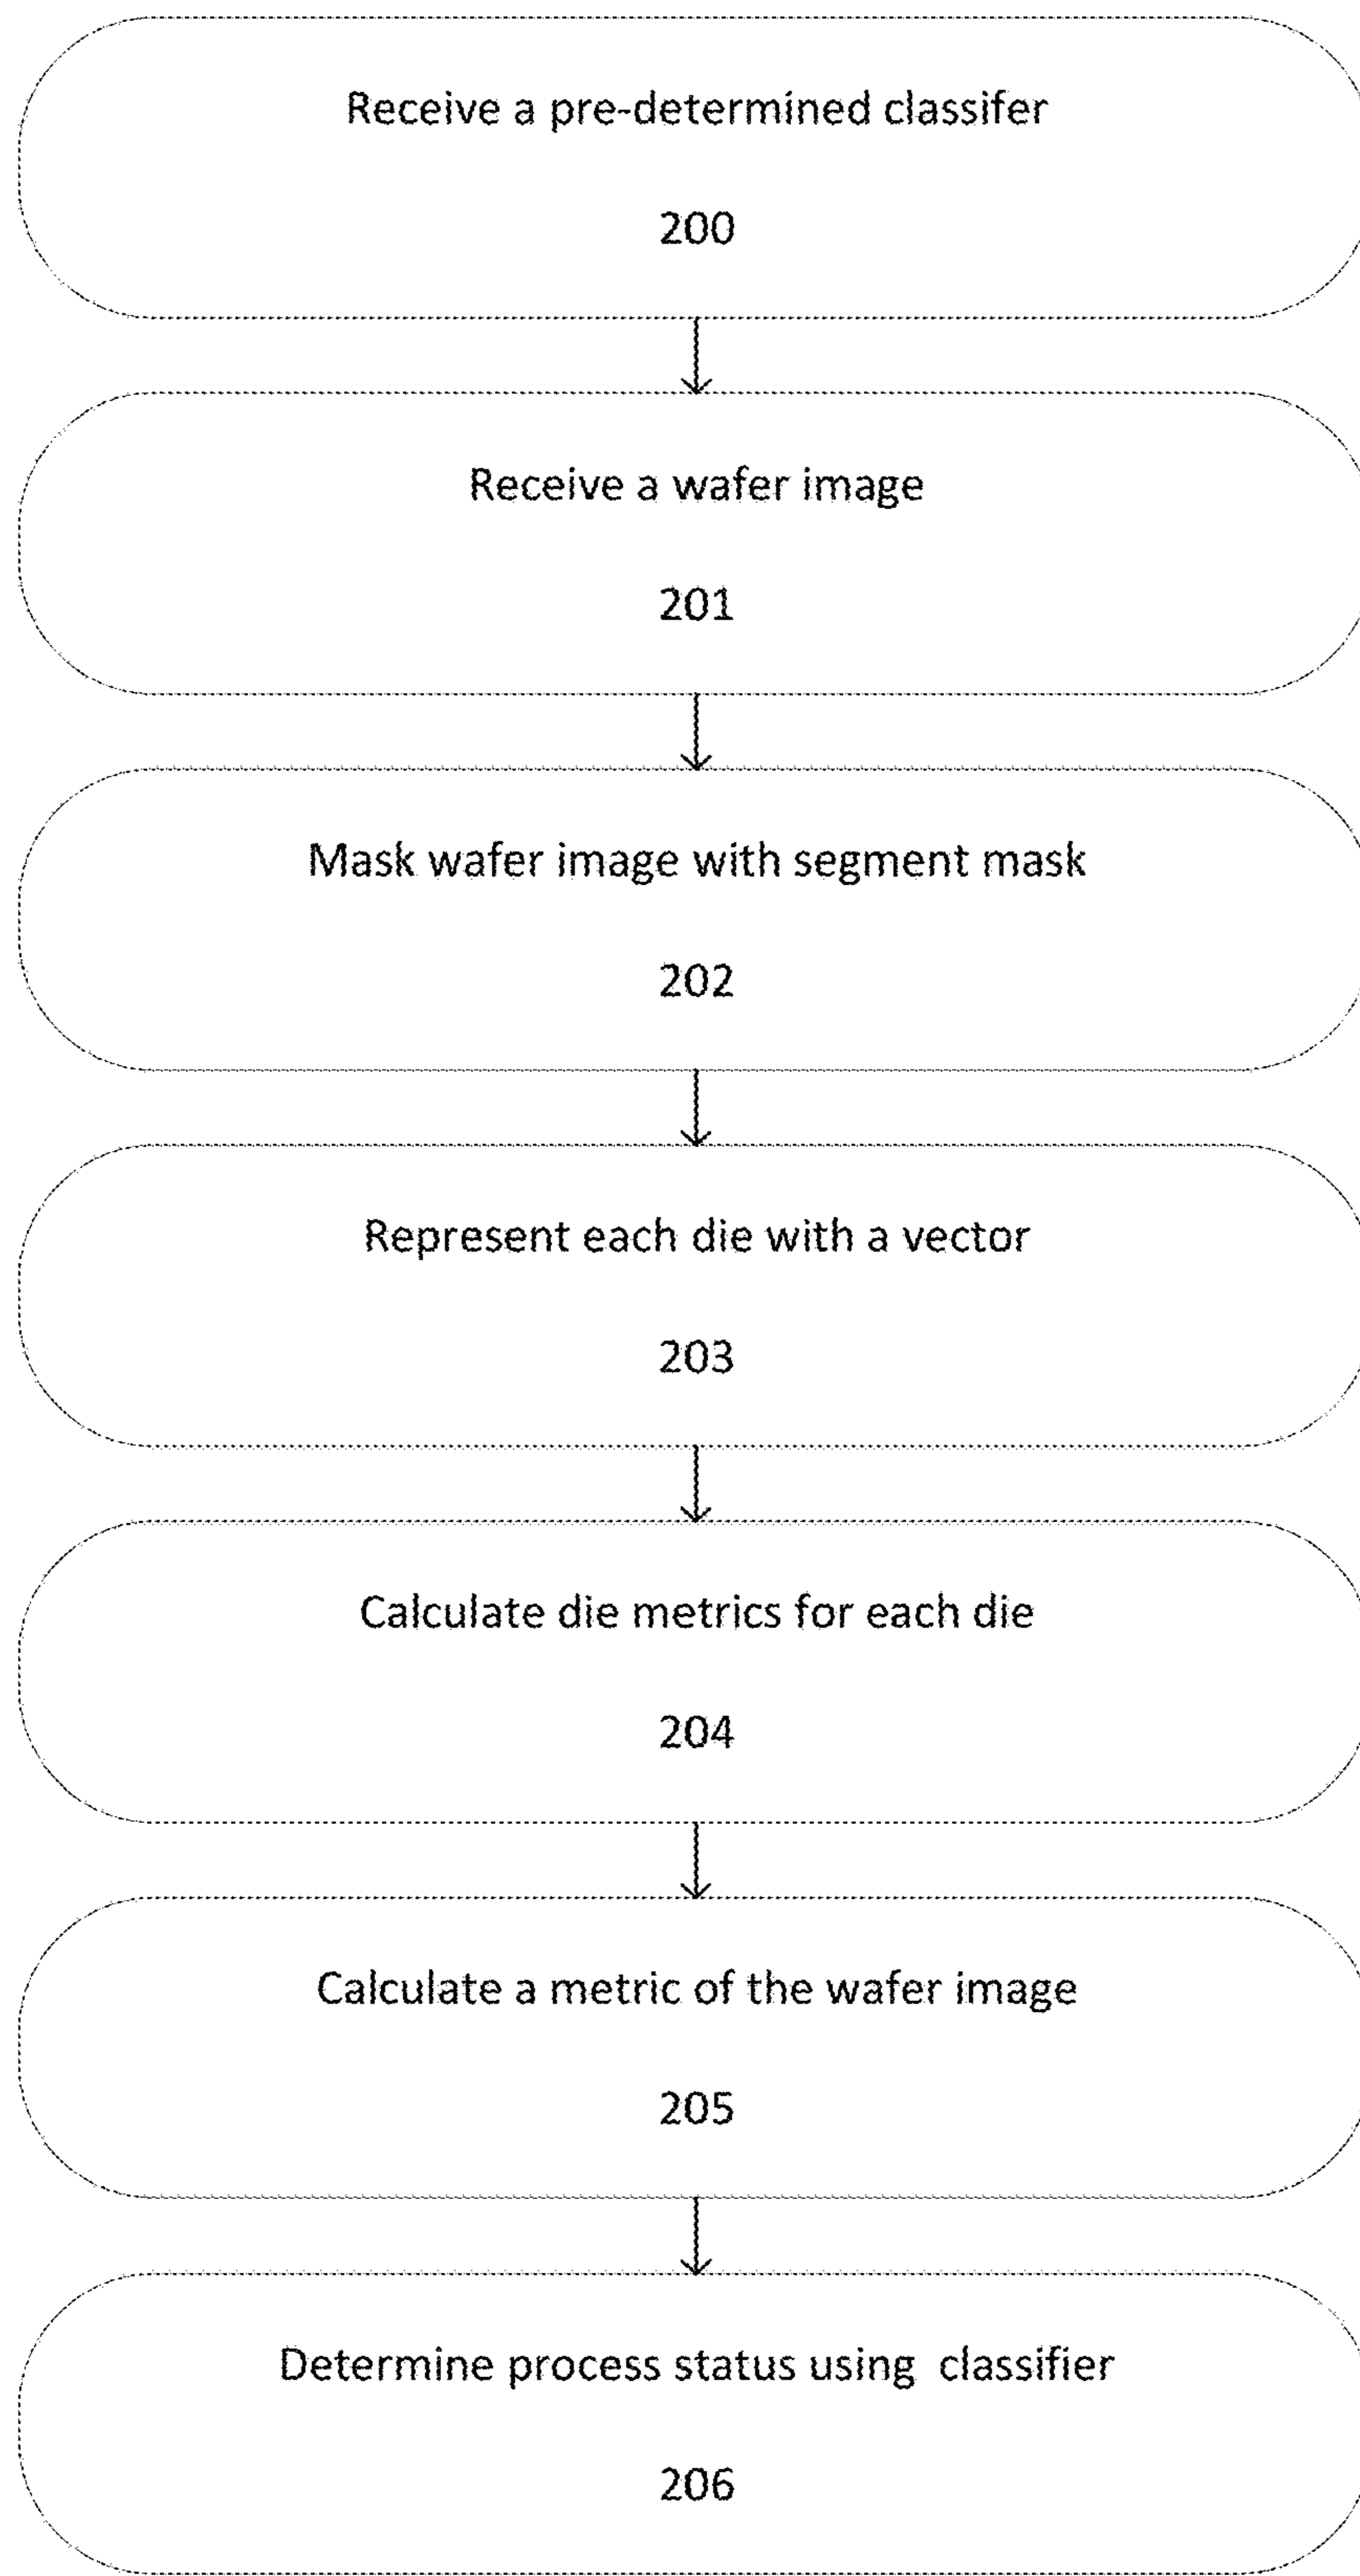 Receive a pre-determined classifer
200
Receive a wafer image
201
Mask wafer image with segment mask
202
Represent each die with a vector
203
Calculate die metrics for each die
204
Calculate a metric of the wafer image
205
Determine process status using  classifier
206